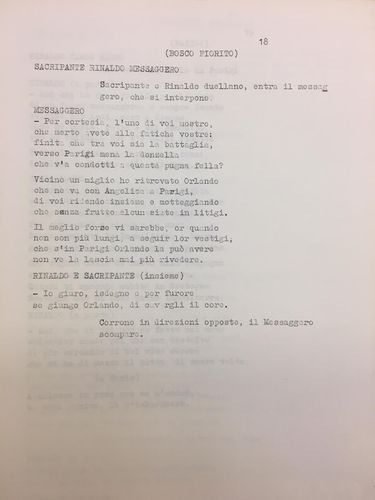 18
(BOSCO FIORITO)
SACRIPANTE RINALDO MESSAGGERO
Sacripante e Rinaldo duellano, entra il messag
gero, che si interpone.
MESSAGGERO
- Per cortesia, l'uno di voi mostro,
che merto avete alle fatiche vostre;
finita che tra voi sia la battaglia,
verso Parigi mena la donzella
che v'ha condotti a questa pugna fella?
Vicino un miglio ho ritrovato Orlando
che ne va con Angelica a Parigi,
di voi ridendo insieme e motteggiando
che senza frutto alcun siate in litigi.
Il meglio forse vi sarebbe, or quando
non son più lungi, a seguir lor vestigi;
che s'in Parigi Orlando la può avere
non ve la lascia mai più rivedere.
RINALDO E SACRIPANTE (insieme)
- Io giuro, isdegno e per furore
se giungo Orlando, di cav rgli il core.
Corrono in direzioni opposte, il Messaggero
scompare.